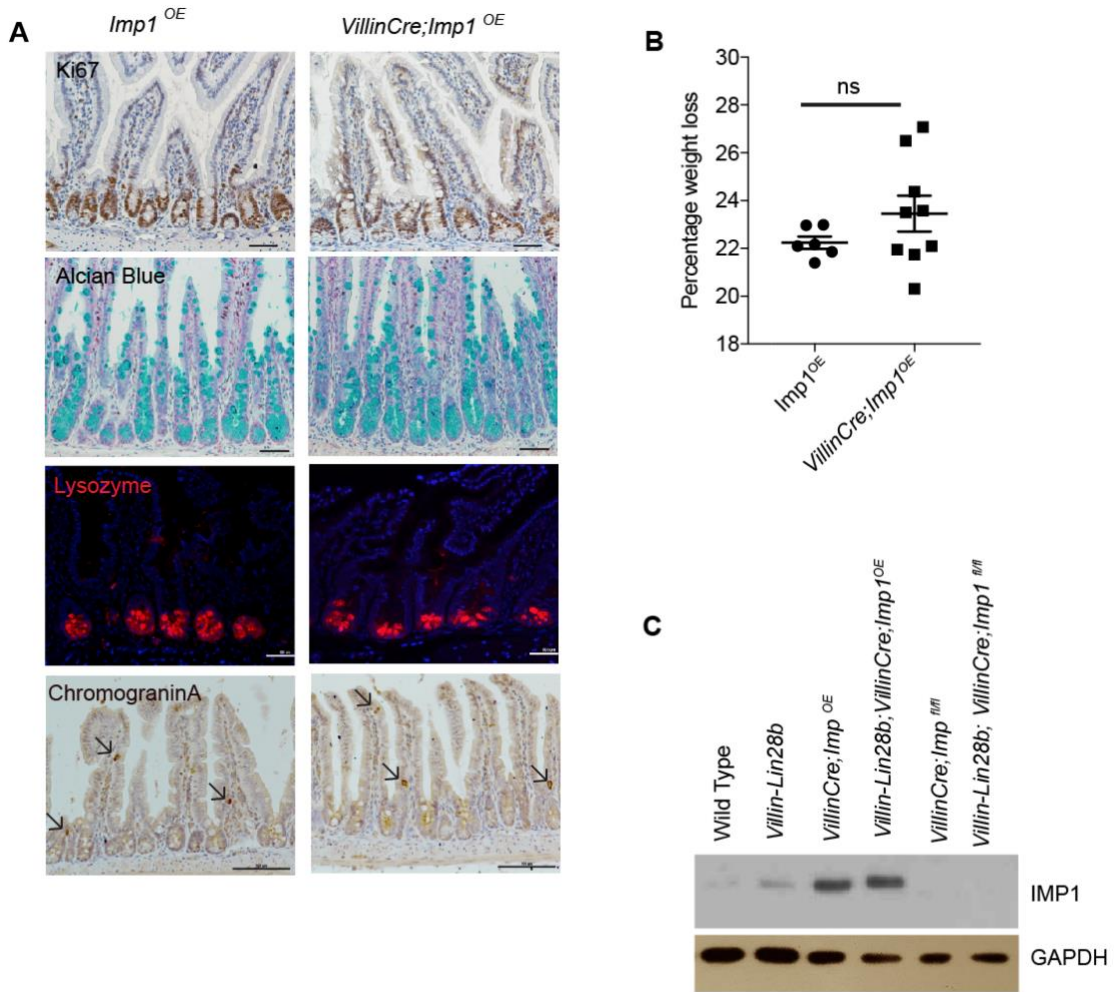 A
Imp1 OE
VillinCre;Imp1 OE
Ki67
Alcian Blue
Lysozyme
ChromograninA
B
Percentage weight loss
30
28
26
24
22
20
18
ns
Imp1OE
VillinCre;Imp1OE
C
Wild Type
Villin-Lin28b
VillinCre;Imp OE
Villin-Lin28b;VillinCre;Imp1OE
VillinCre;Imp fl/fl
Villin-Lin28b; VillinCre;Imp1 fl/fl
IMP1
GAPDH